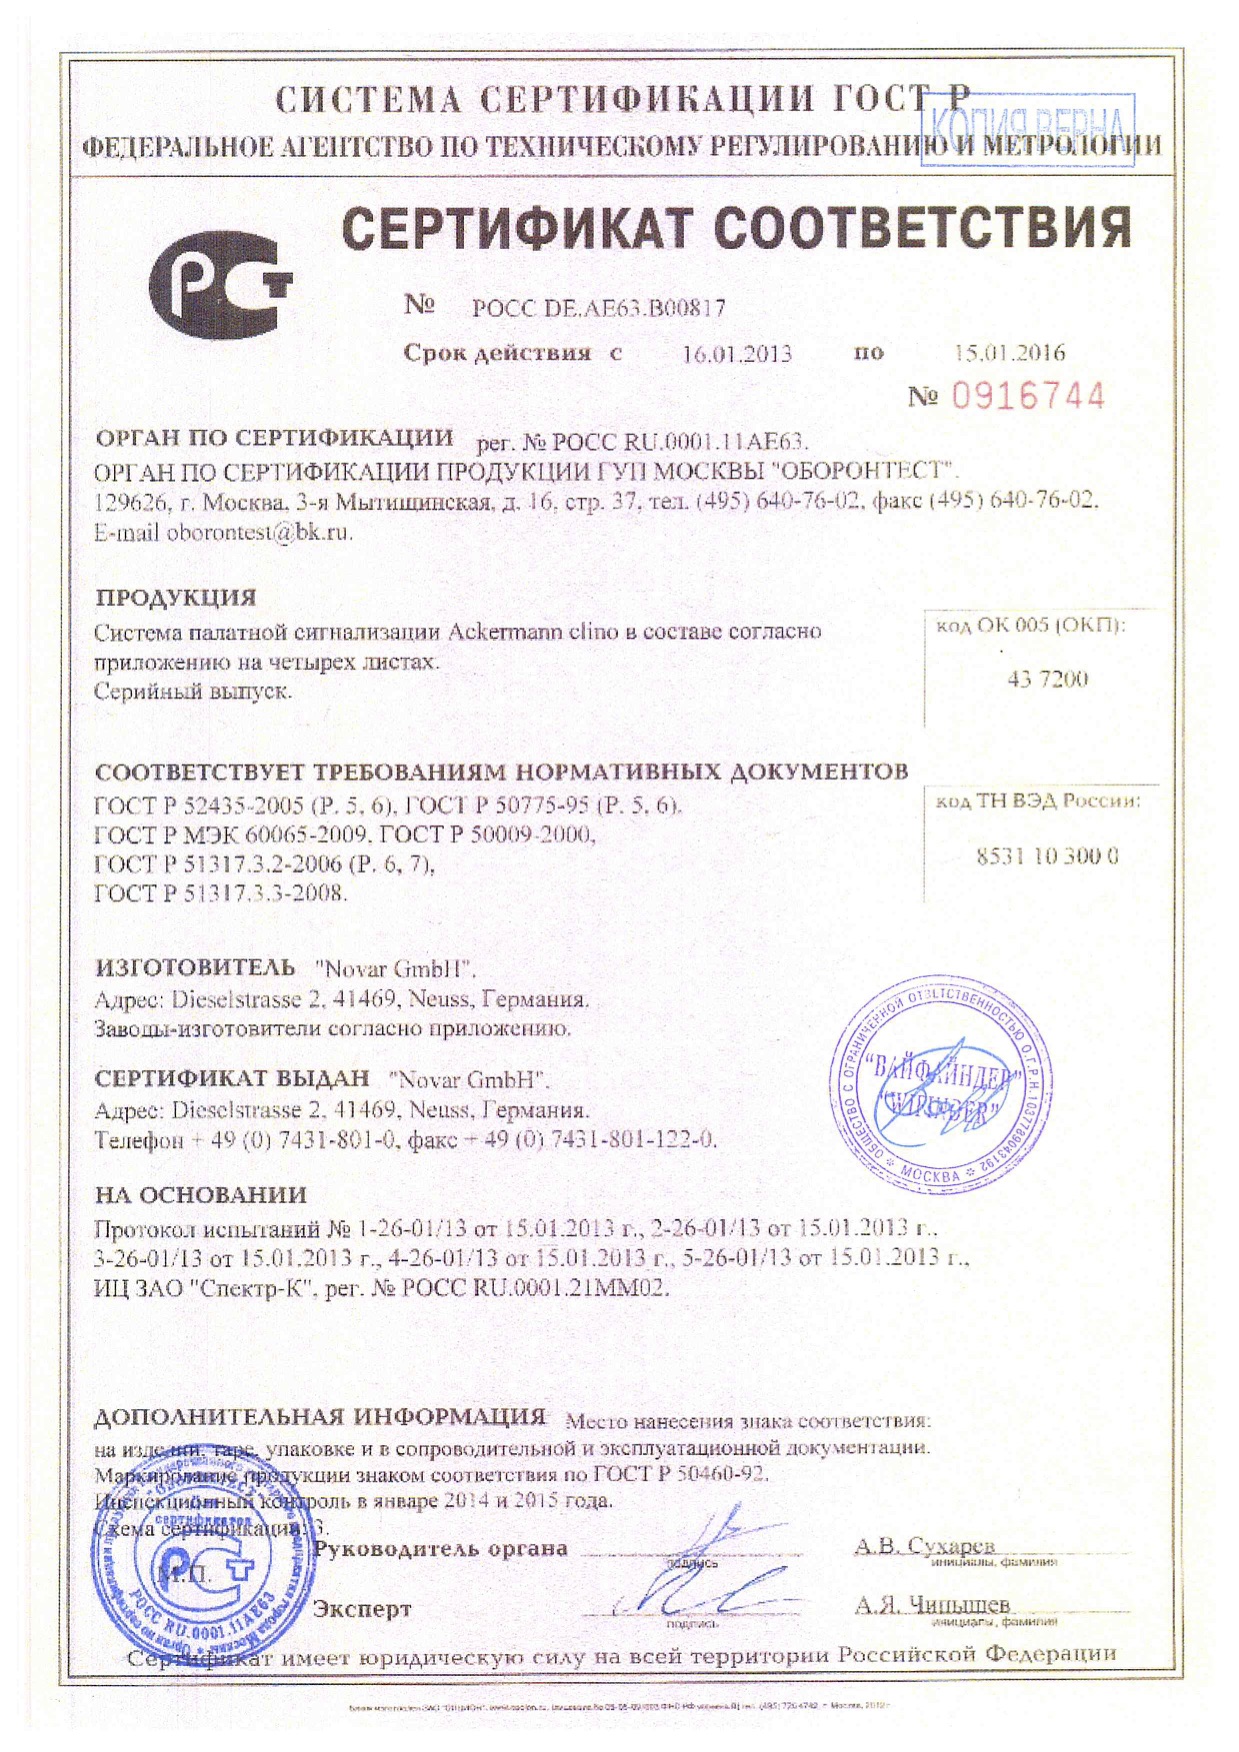 СИСТЕМА СЕРТИФИКАЦИИ ГОСТ Р
КОПИЯ ВЕРНА
ФЕДЕРАЛЬНОЕ АГЕНТСТВО ПО ТЕХНИЧЕСКОМУ РЕГУЛИРОВАНИЮ И МЕТРОЛОГИИ
СЕРТИФИКАТ СООТВЕТСТВИЯ
РСТ
№ РОСС DE.АЕ63.В00817
Срок действия с 16.01.2013 по 15.01.2016
№ 0916744
ОРГАН ПО СЕРТИФИКАЦИИ рег. № РОСС RU.0001.11АЕ63.
ОРГАН ПО СЕРТИФИКАЦИИ ПРОДУКЦИИ ГУП МОСКВЫ "ОБОРОНТЕСТ".
129626, г. Москва, 3-я Мытищинская, д. 16, стр. 37, тел. (495) 640-76-02, факс (495) 640-76-02.
E-mail oborontest@bk.ru.
ПРОДУКЦИЯ
Система палатной сигнализации Ackermann clino в составе согласно
приложению на четырех листах.
Серийный выпуск.
код ОК 005 (ОКП):
43 7200
СООТВЕТСТВУЕТ ТРЕБОВАНИЯМ НОРМАТИВНЫХ ДОКУМЕНТОВ
ГОСТ Р 52435-2005 (Р. 5, 6), ГОСТ Р 50775-95 (Р. 5, 6),
ГОСТ Р МЭК 60065-2009, ГОСТ Р 50009-2000,
ГОСТ Р 51317.3.2-2006 (Р. 6, 7),
ГОСТ Р 51317.3.3-2008.
код ТН ВЭД России:
8531 10 300 0
ИЗГОТОВИТЕЛЬ "Novar GmbH".
Адрес: Dieselstrasse 2, 41469, Neuss, Германия.
Заводы-изготовители согласно приложению.
СЕРТИФИКАТ ВЫДАН "Novar GmbH".
Адрес: Dieselstrasse 2, 41469, Neuss, Германия.
Телефон + 49 (0) 7431-801-0, факс + 49 (0) 7431-801-122-0.
ОБЩЕСТВО С ОГРАНИЧЕННОЙ ОТВЕТСТВЕННОСТЬЮ О.Г.Р.Н. 1037789043192
"ВАЙФАЙНДЕР"
"WIFINDER"
* МОСКВА *
НА ОСНОВАНИИ
Протокол испытаний № 1-26-01/13 от 15.01.2013 г., 2-26-01/13 от 15.01.2013 г.,
3-26-01/13 от 15.01.2013 г., 4-26-01/13 от 15.01.2013 г., 5-26-01/13 от 15.01.2013 г.,
ИЦ ЗАО "Спектр-К", рег. № РОСС RU.0001.21ММ02.
ДОПОЛНИТЕЛЬНАЯ ИНФОРМАЦИЯ Место нанесения знака соответствия:
на изделии, таре, упаковке и в сопроводительной и эксплуатационной документации.
Маркирование продукции знаком соответствия по ГОСТ Р 50460-92.
Инспекционный контроль в январе 2014 и 2015 года.
Схема сертификации: 3.
Для
сертификатов
РСТ
М.П.
РОСС RU.0001.11АЕ63
Руководитель органа
подпись
А.В. Сухарев
инициалы, фамилия
Эксперт
подпись
А.Я. Чипышев
инициалы, фамилия
Сертификат имеет юридическую силу на всей территории Российской Федерации